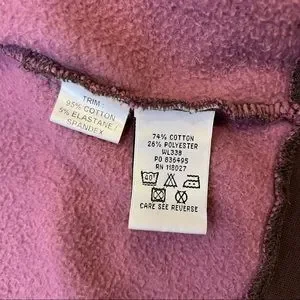 TRIM:
95% COTTON
5% ELASTANE/
SPANDEX
74% COTTON
26% POLYESTER
WL338
PO 836495
RN 118027
40
CARE SEE REVERSE